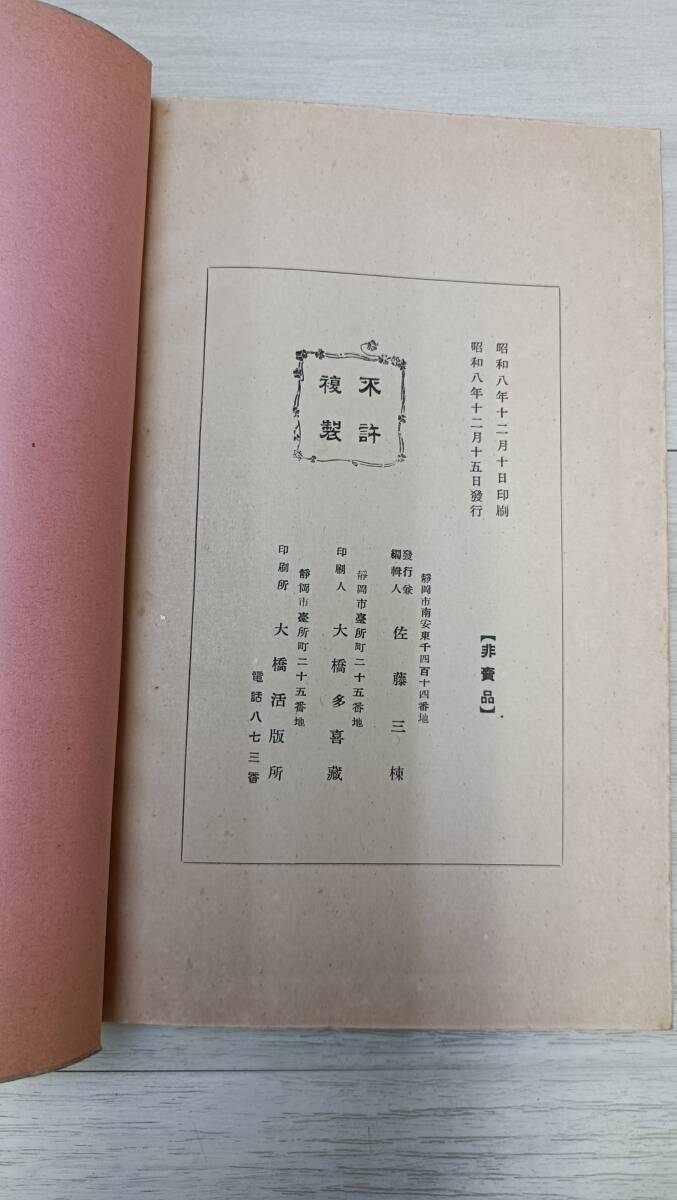 昭和八年十二月十日印刷
昭和八年十二月十五日發行
【非賣品】
不許
複製
靜岡市南安東千四百十四番地
發行兼
編輯人　佐藤三棟
靜岡市臺所町二十五番地
印刷人　大橋多喜藏
靜岡市臺所町二十五番地
印刷所　大橋活版所
電話八七三番